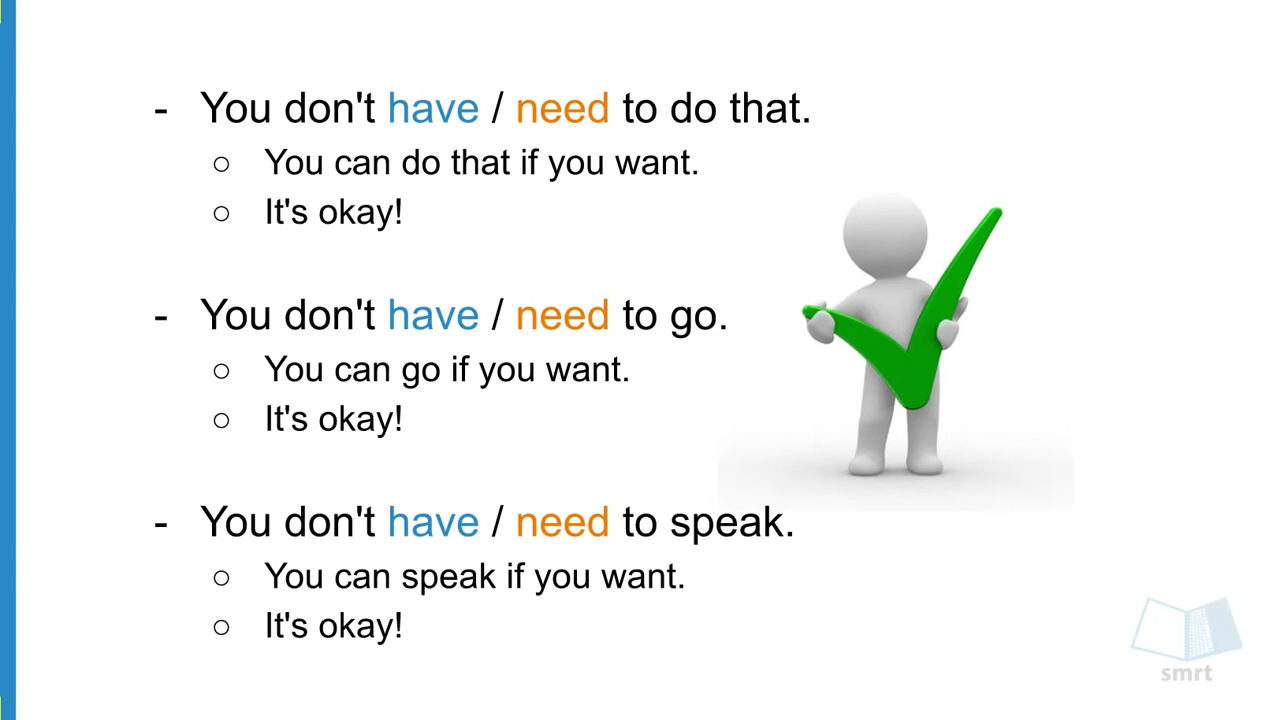 - You don't have / need to do that.
○ You can do that if you want.
○ It's okay!
- You don't have / need to go.
○ You can go if you want.
○ It's okay!
- You don't have / need to speak.
○ You can speak if you want.
○ It's okay!
smrt